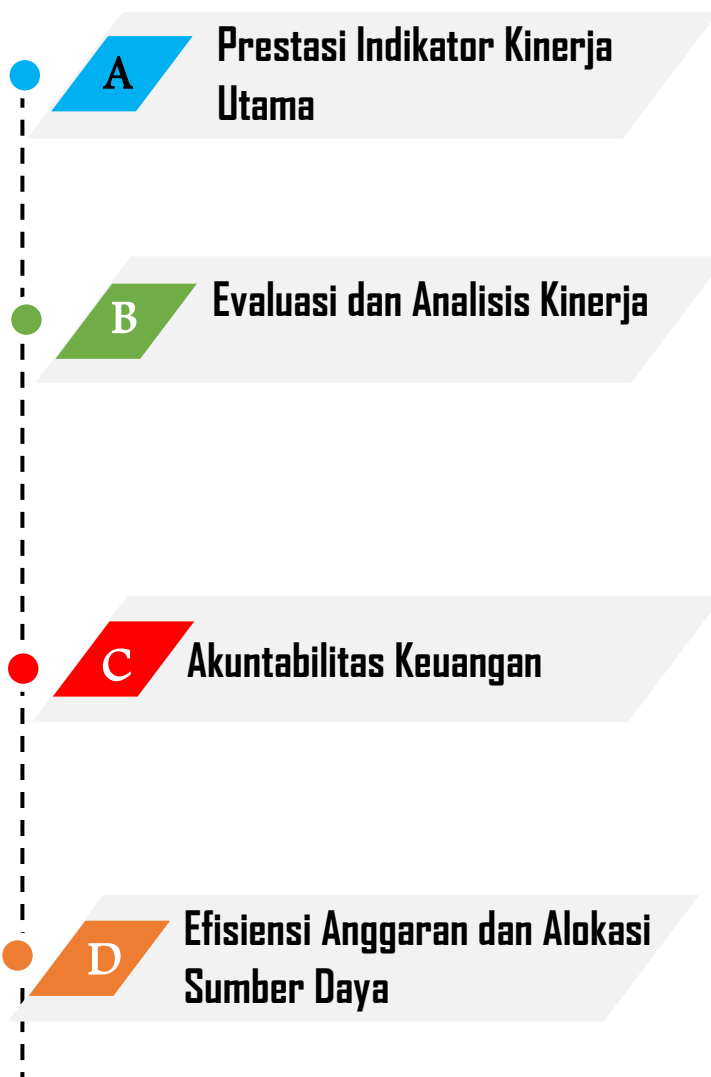 A
Prestasi Indikator Kinerja
Utama
B
Evaluasi dan Analisis Kinerja
C
Akuntabilitas Keuangan
D
Efisiensi Anggaran dan Alokasi
Sumber Daya